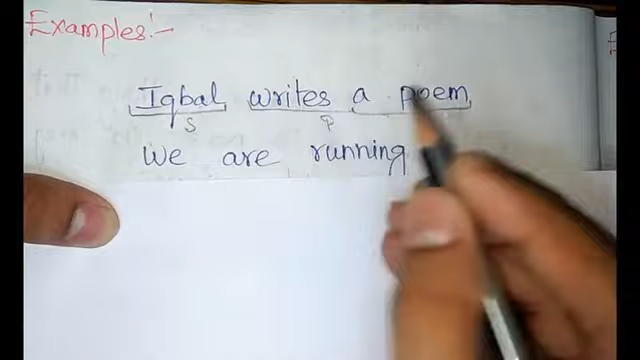 Examples:-
Iqbal writes a poem
S P
we are running